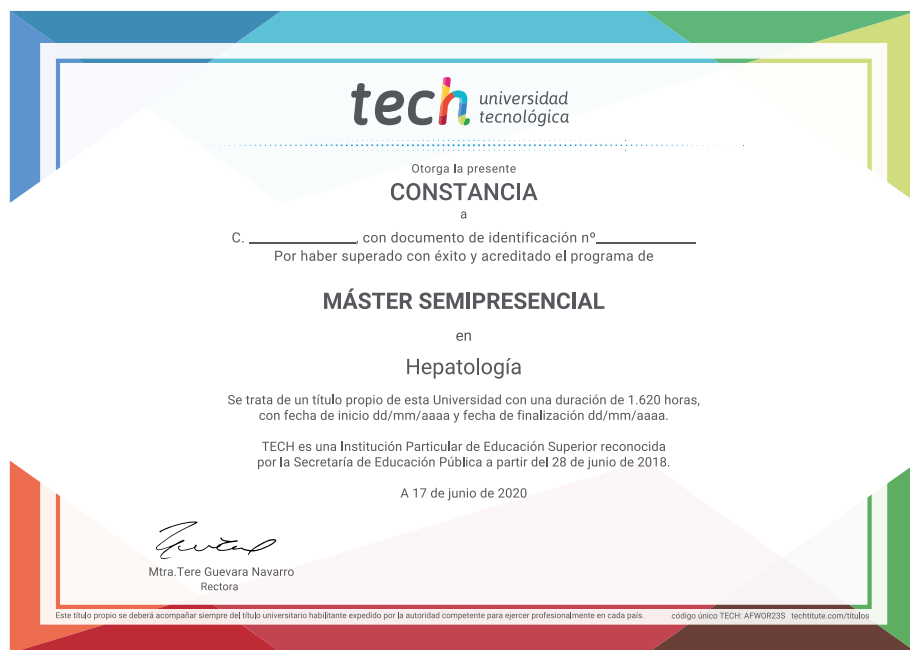 tech universidad
tecnológica
Otorga la presente
CONSTANCIA
a
C. ____________, con documento de identificación nº___________
Por haber superado con éxito y acreditado el programa de
MÁSTER SEMIPRESENCIAL
en
Hepatología
Se trata de un título propio de esta Universidad con una duración de 1.620 horas,
con fecha de inicio dd/mm/aaaa y fecha de finalización dd/mm/aaaa.
TECH es una Institución Particular de Educación Superior reconocida
por la Secretaría de Educación Pública a partir del 28 de junio de 2018.
A 17 de junio de 2020
Mtra.Tere Guevara Navarro
Rectora
Este título propio se deberá acompañar siempre del título universitario habilitante expedido por la autoridad competente para ejercer profesionalmente en cada país. código único TECH: AFWOR23S techtitute.com/titulos